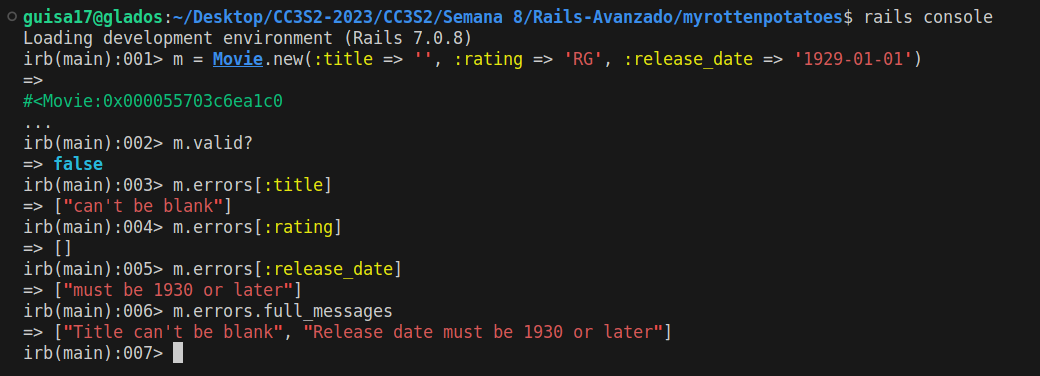 guisa17@glados:~/Desktop/CC3S2-2023/CC3S2/Semana 8/Rails-Avanzado/myrottenpotatoes$ rails console
Loading development environment (Rails 7.0.8)
irb(main):001> m = Movie.new(:title => '', :rating => 'RG', :release_date => '1929-01-01')
=>
#<Movie:0x000055703c6ea1c0
...
irb(main):002> m.valid?
=> false
irb(main):003> m.errors[:title]
=> ["can't be blank"]
irb(main):004> m.errors[:rating]
=> []
irb(main):005> m.errors[:release_date]
=> ["must be 1930 or later"]
irb(main):006> m.errors.full_messages
=> ["Title can't be blank", "Release date must be 1930 or later"]
irb(main):007>